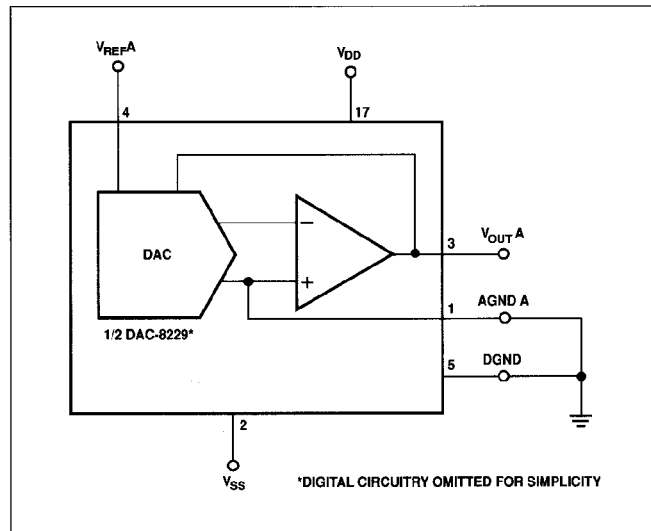 VREFA
VDD
4
17
DAC
−
+
3
VOUT A
1
AGND A
1/2 DAC-8229*
5
DGND
2
VSS
*DIGITAL CIRCUITRY OMITTED FOR SIMPLICITY